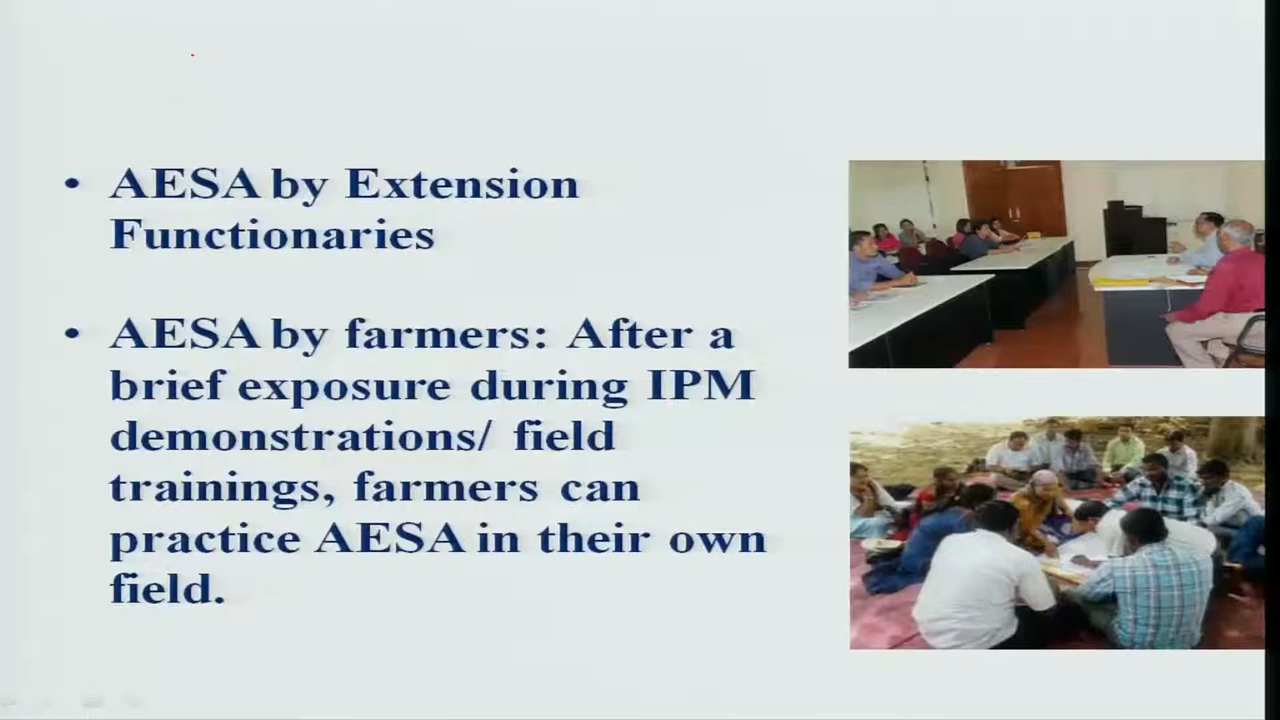 • AESA by Extension
Functionaries
• AESA by farmers: After a
brief exposure during IPM
demonstrations/ field
trainings, farmers can
practice AESA in their own
field.